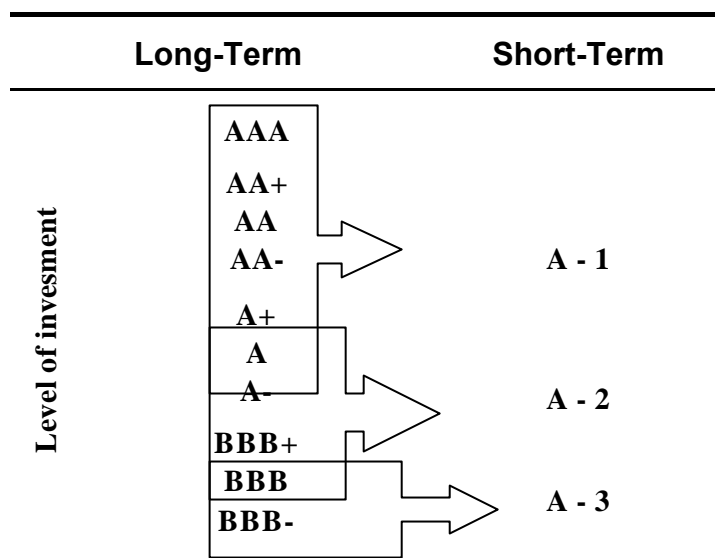 Long-Term Short-Term
Level of invesment
AAA
AA+
AA
AA-
A - 1
A+
A
A-
A - 2
BBB+
BBB
BBB-
A - 3